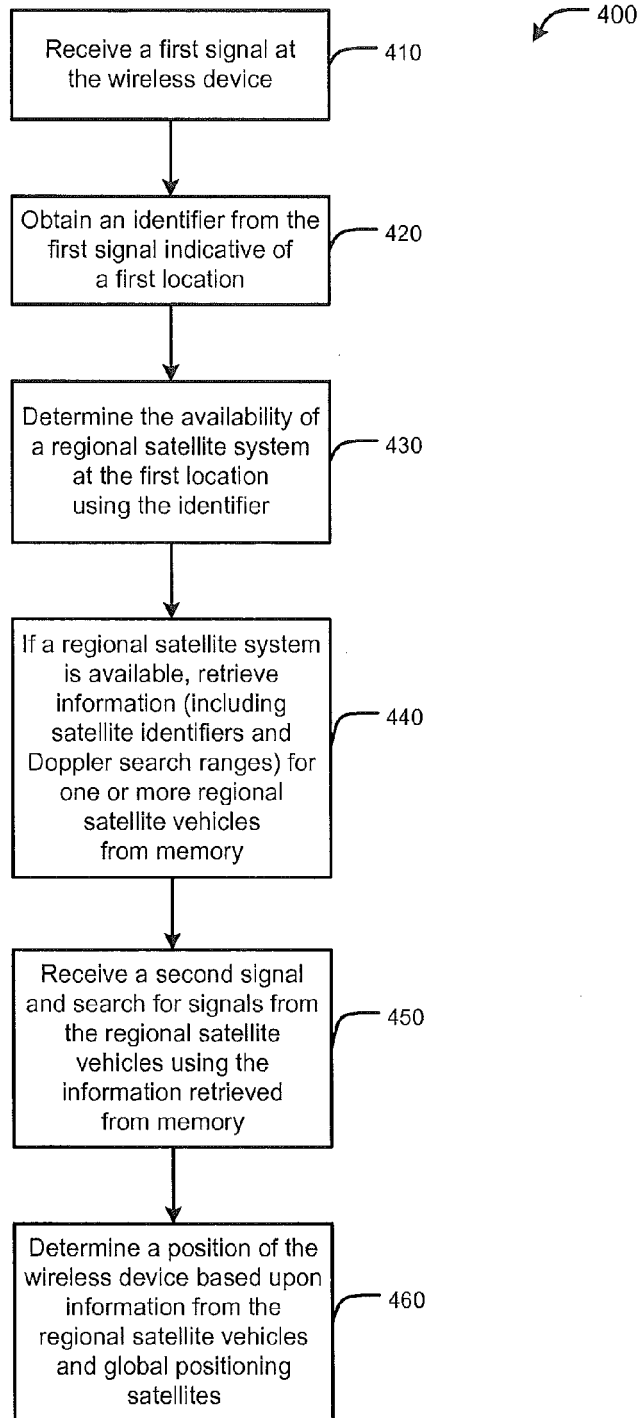 400
Receive a first signal at
the wireless device
410
Obtain an identifier from the
first signal indicative of
a first location
420
Determine the availability of
a regional satellite system
at the first location
using the identifier
430
If a regional satellite system
is available, retrieve
information (including
satellite identifiers and
Doppler search ranges) for
one or more regional
satellite vehicles
from memory
440
Receive a second signal
and search for signals from
the regional satellite
vehicles using the
information retrieved
from memory
450
Determine a position of the
wireless device based upon
information from the
regional satellite vehicles
and global positioning
satellites
460